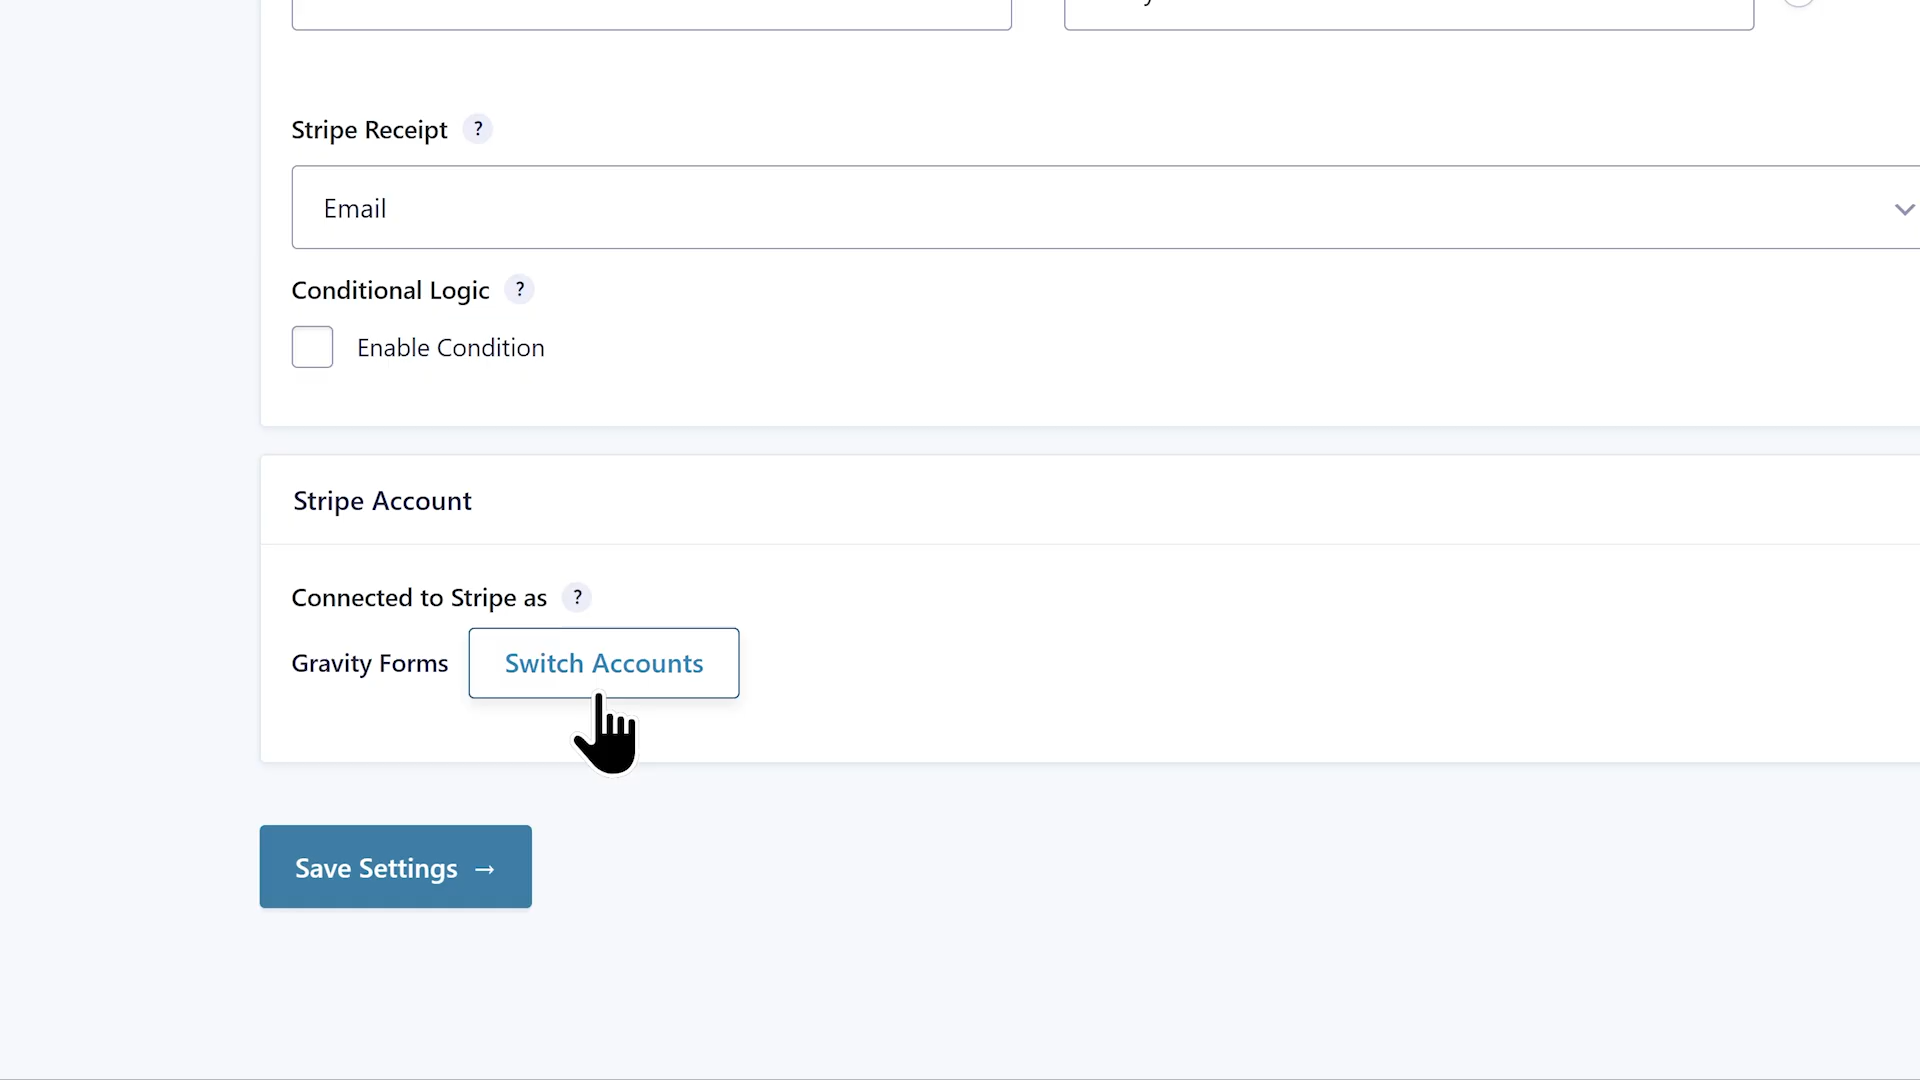 Stripe Receipt ?
Email
Conditional Logic ?
Enable Condition
Stripe Account
Connected to Stripe as ?
Gravity Forms Switch Accounts
Save Settings →